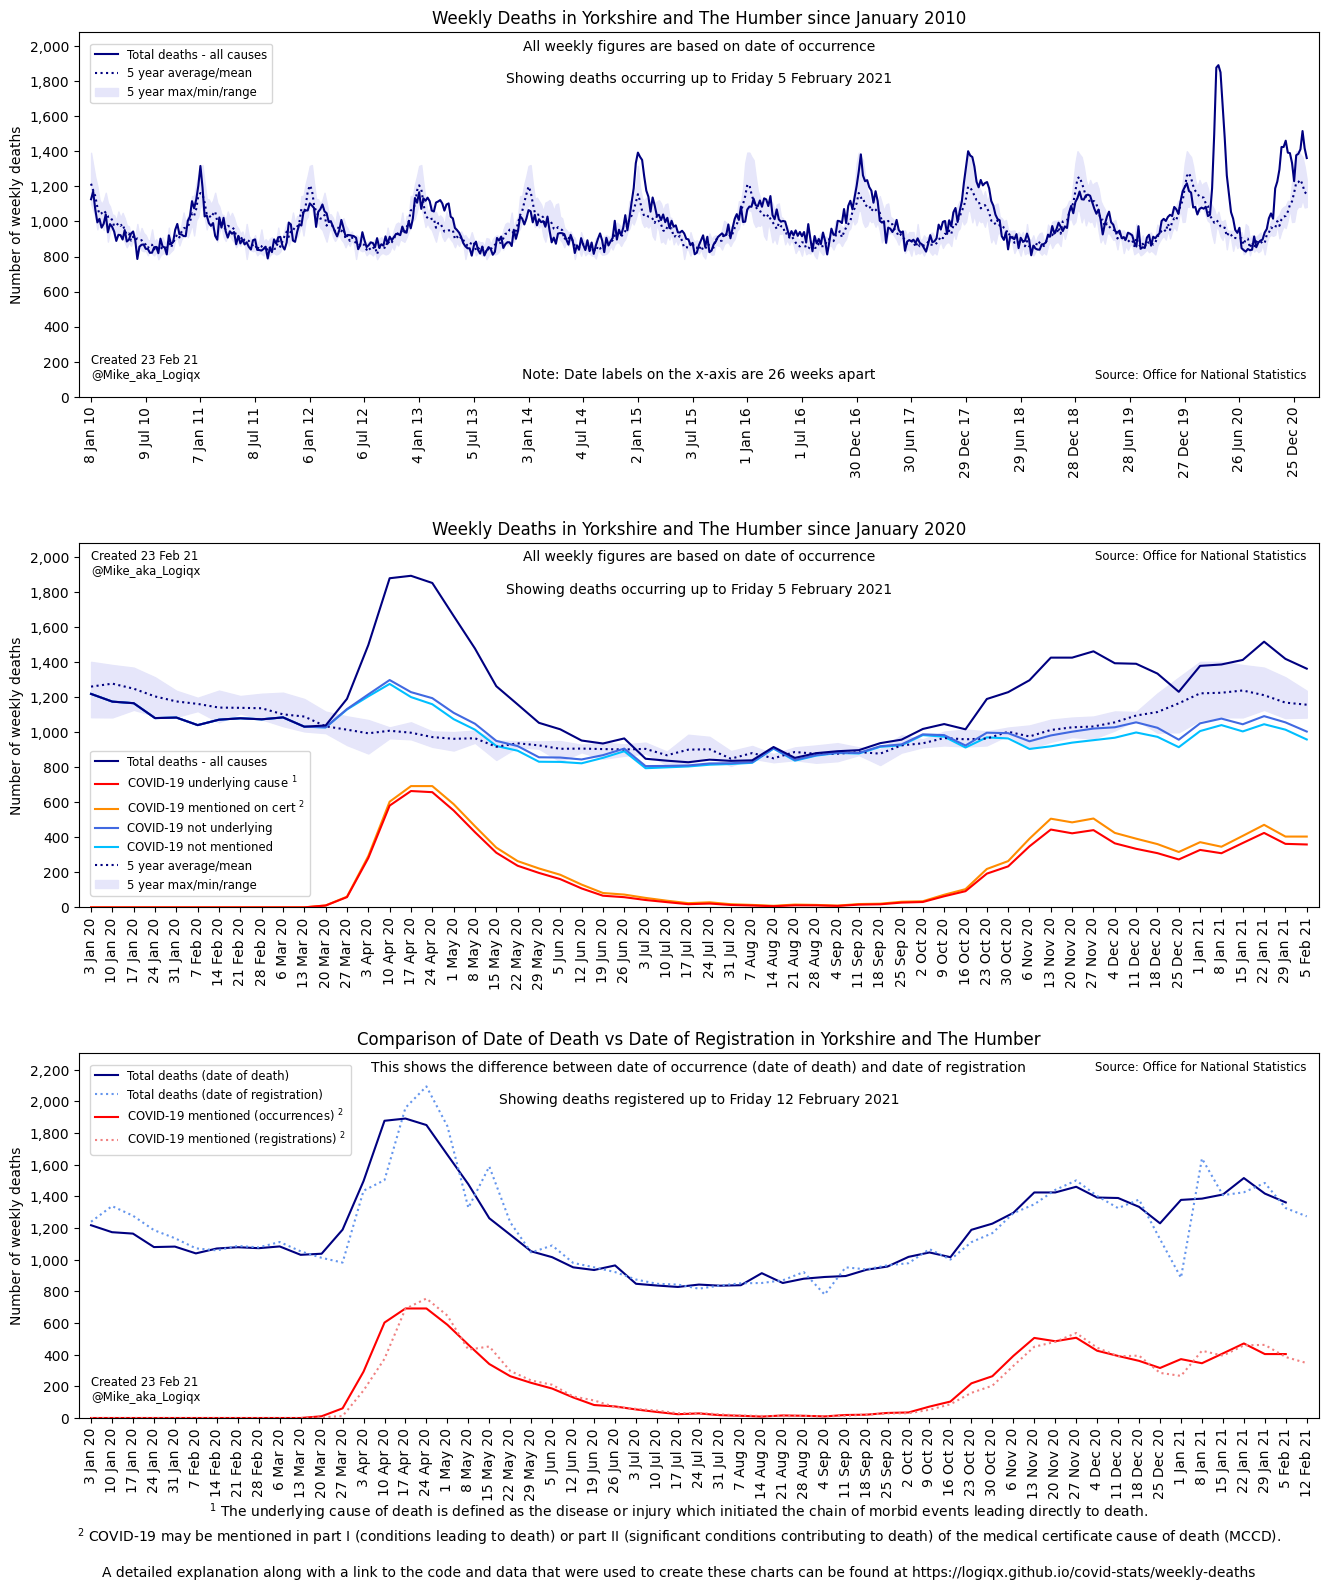 Weekly Deaths in Yorkshire and The Humber since January 2010
Total deaths - all causes
5 year average/mean
5 year max/min/range
All weekly figures are based on date of occurrence
Showing deaths occurring up to Friday 5 February 2021
Number of weekly deaths
2,000
1,800
1,600
1,400
1,200
1,000
800
600
400
200
0
Created 23 Feb 21
@Mike_aka_Logiqx
Note: Date labels on the x-axis are 26 weeks apart
Source: Office for National Statistics
8 Jan 10
9 Jul 10
7 Jan 11
8 Jul 11
6 Jan 12
6 Jul 12
4 Jan 13
5 Jul 13
3 Jan 14
4 Jul 14
2 Jan 15
3 Jul 15
1 Jan 16
1 Jul 16
30 Dec 16
30 Jun 17
29 Dec 17
29 Jun 18
28 Dec 18
28 Jun 19
27 Dec 19
26 Jun 20
25 Dec 20
Weekly Deaths in Yorkshire and The Humber since January 2020
Created 23 Feb 21
@Mike_aka_Logiqx
All weekly figures are based on date of occurrence
Showing deaths occurring up to Friday 5 February 2021
Source: Office for National Statistics
Number of weekly deaths
2,000
1,800
1,600
1,400
1,200
1,000
800
600
400
200
0
Total deaths - all causes
COVID-19 underlying cause 1
COVID-19 mentioned on cert 2
COVID-19 not underlying
COVID-19 not mentioned
5 year average/mean
5 year max/min/range
3 Jan 20
10 Jan 20
17 Jan 20
24 Jan 20
31 Jan 20
7 Feb 20
14 Feb 20
21 Feb 20
28 Feb 20
6 Mar 20
13 Mar 20
20 Mar 20
27 Mar 20
3 Apr 20
10 Apr 20
17 Apr 20
24 Apr 20
1 May 20
8 May 20
15 May 20
22 May 20
29 May 20
5 Jun 20
12 Jun 20
19 Jun 20
26 Jun 20
3 Jul 20
10 Jul 20
17 Jul 20
24 Jul 20
31 Jul 20
7 Aug 20
14 Aug 20
21 Aug 20
28 Aug 20
4 Sep 20
11 Sep 20
18 Sep 20
25 Sep 20
2 Oct 20
9 Oct 20
16 Oct 20
23 Oct 20
30 Oct 20
6 Nov 20
13 Nov 20
20 Nov 20
27 Nov 20
4 Dec 20
11 Dec 20
18 Dec 20
25 Dec 20
1 Jan 21
8 Jan 21
15 Jan 21
22 Jan 21
29 Jan 21
5 Feb 21
Comparison of Date of Death vs Date of Registration in Yorkshire and The Humber
Total deaths (date of death)
Total deaths (date of registration)
COVID-19 mentioned (occurrences) 2
COVID-19 mentioned (registrations) 2
This shows the difference between date of occurrence (date of death) and date of registration
Showing deaths registered up to Friday 12 February 2021
Source: Office for National Statistics
Number of weekly deaths
2,200
2,000
1,800
1,600
1,400
1,200
1,000
800
600
400
200
0
Created 23 Feb 21
@Mike_aka_Logiqx
3 Jan 20
10 Jan 20
17 Jan 20
24 Jan 20
31 Jan 20
7 Feb 20
14 Feb 20
21 Feb 20
28 Feb 20
6 Mar 20
13 Mar 20
20 Mar 20
27 Mar 20
3 Apr 20
10 Apr 20
17 Apr 20
24 Apr 20
1 May 20
8 May 20
15 May 20
22 May 20
29 May 20
5 Jun 20
12 Jun 20
19 Jun 20
26 Jun 20
3 Jul 20
10 Jul 20
17 Jul 20
24 Jul 20
31 Jul 20
7 Aug 20
14 Aug 20
21 Aug 20
28 Aug 20
4 Sep 20
11 Sep 20
18 Sep 20
25 Sep 20
2 Oct 20
9 Oct 20
16 Oct 20
23 Oct 20
30 Oct 20
6 Nov 20
13 Nov 20
20 Nov 20
27 Nov 20
4 Dec 20
11 Dec 20
18 Dec 20
25 Dec 20
1 Jan 21
8 Jan 21
15 Jan 21
22 Jan 21
29 Jan 21
5 Feb 21
12 Feb 21
1 The underlying cause of death is defined as the disease or injury which initiated the chain of morbid events leading directly to death.
2 COVID-19 may be mentioned in part I (conditions leading to death) or part II (significant conditions contributing to death) of the medical certificate cause of death (MCCD).
A detailed explanation along with a link to the code and data that were used to create these charts can be found at https://logiqx.github.io/covid-stats/weekly-deaths